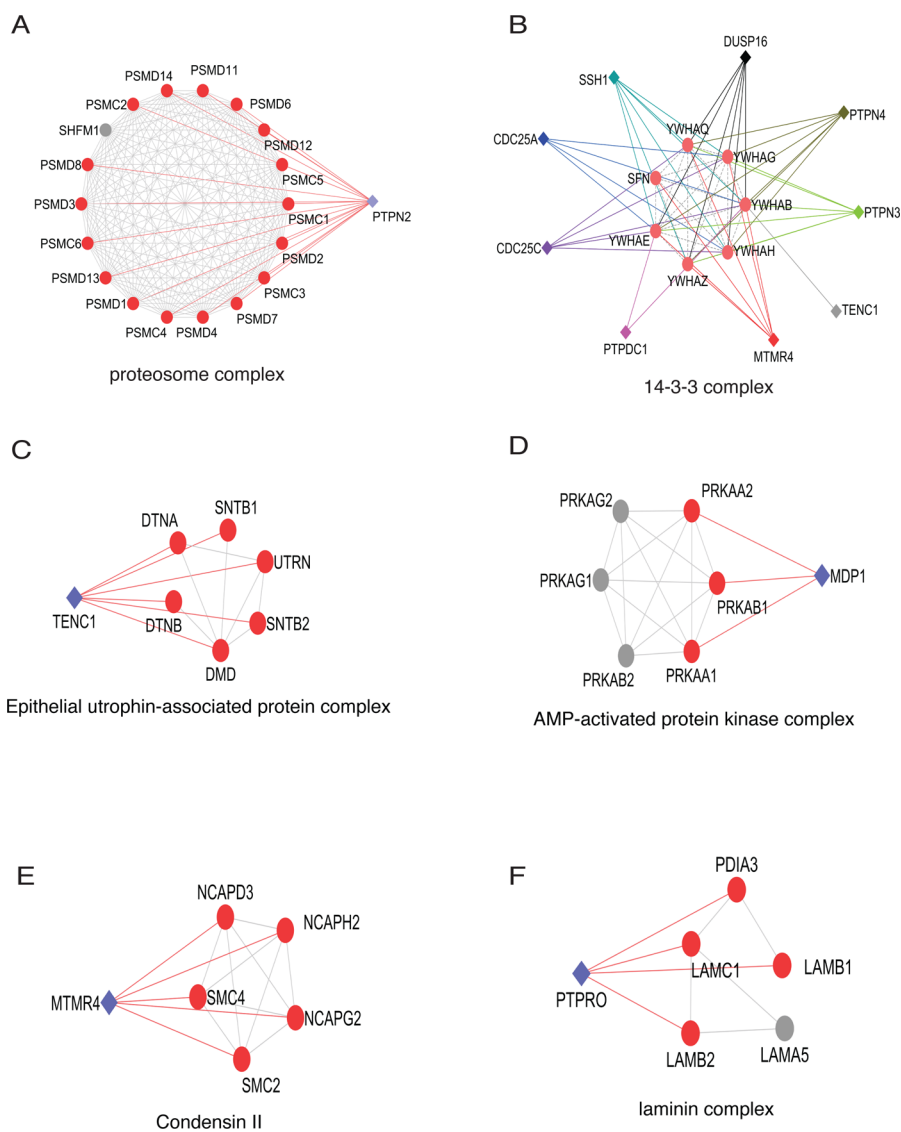 A
PSMD14
PSMD11
PSMC2
PSMD6
SHFM1
PSMD12
PSMD8
PSMC5
PTPN2
PSMD3
PSMC1
PSMC6
PSMD2
PSMD13
PSMC3
PSMD1
PSMD7
PSMC4
PSMD4
proteosome complex
B
DUSP16
SSH1
PTPN4
CDC25A
YWHAQ
YWHAG
SFN
YWHAB
PTPN3
YWHAE
CDC25C
YWHAH
YWHAZ
TENC1
PTPDC1
MTMR4
14-3-3 complex
C
SNTB1
DTNA
UTRN
TENC1
DTNB
SNTB2
DMD
Epithelial utrophin-associated protein complex
D
PRKAG2
PRKAA2
PRKAG1
MDP1
PRKAB1
PRKAB2
PRKAA1
AMP-activated protein kinase complex
E
NCAPD3
NCAPH2
MTMR4
SMC4
NCAPG2
SMC2
Condensin II
F
PDIA3
LAMC1
LAMB1
PTPRO
LAMB2
LAMA5
laminin complex